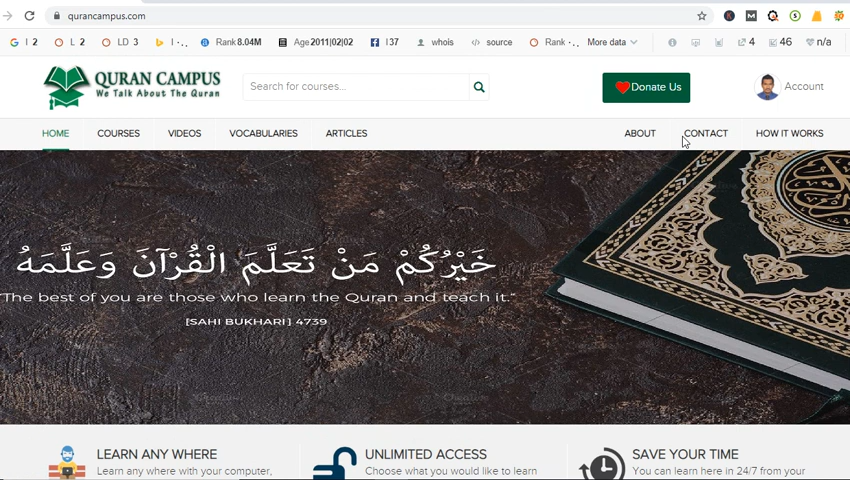 qurancampus.com
I 2
L 2
LD 3
I
Rank 8.04M
Age 2011|02|02
I 37
whois
source
Rank
More data
4
46
n/a
QURAN CAMPUS
We Talk About The Quran
Search for courses...
Donate Us
Account
HOME
COURSES
VIDEOS
VOCABULARIES
ARTICLES
ABOUT
CONTACT
HOW IT WORKS
خَيْرُكُمْ مَنْ تَعَلَّمَ الْقُرْآنَ وَعَلَّمَهُ
"The best of you are those who learn the Quran and teach it."
[SAHI BUKHARI] 4739
LEARN ANY WHERE
Learn any where with your computer,
UNLIMITED ACCESS
Choose what you would like to learn
SAVE YOUR TIME
You can learn here in 24/7 from your